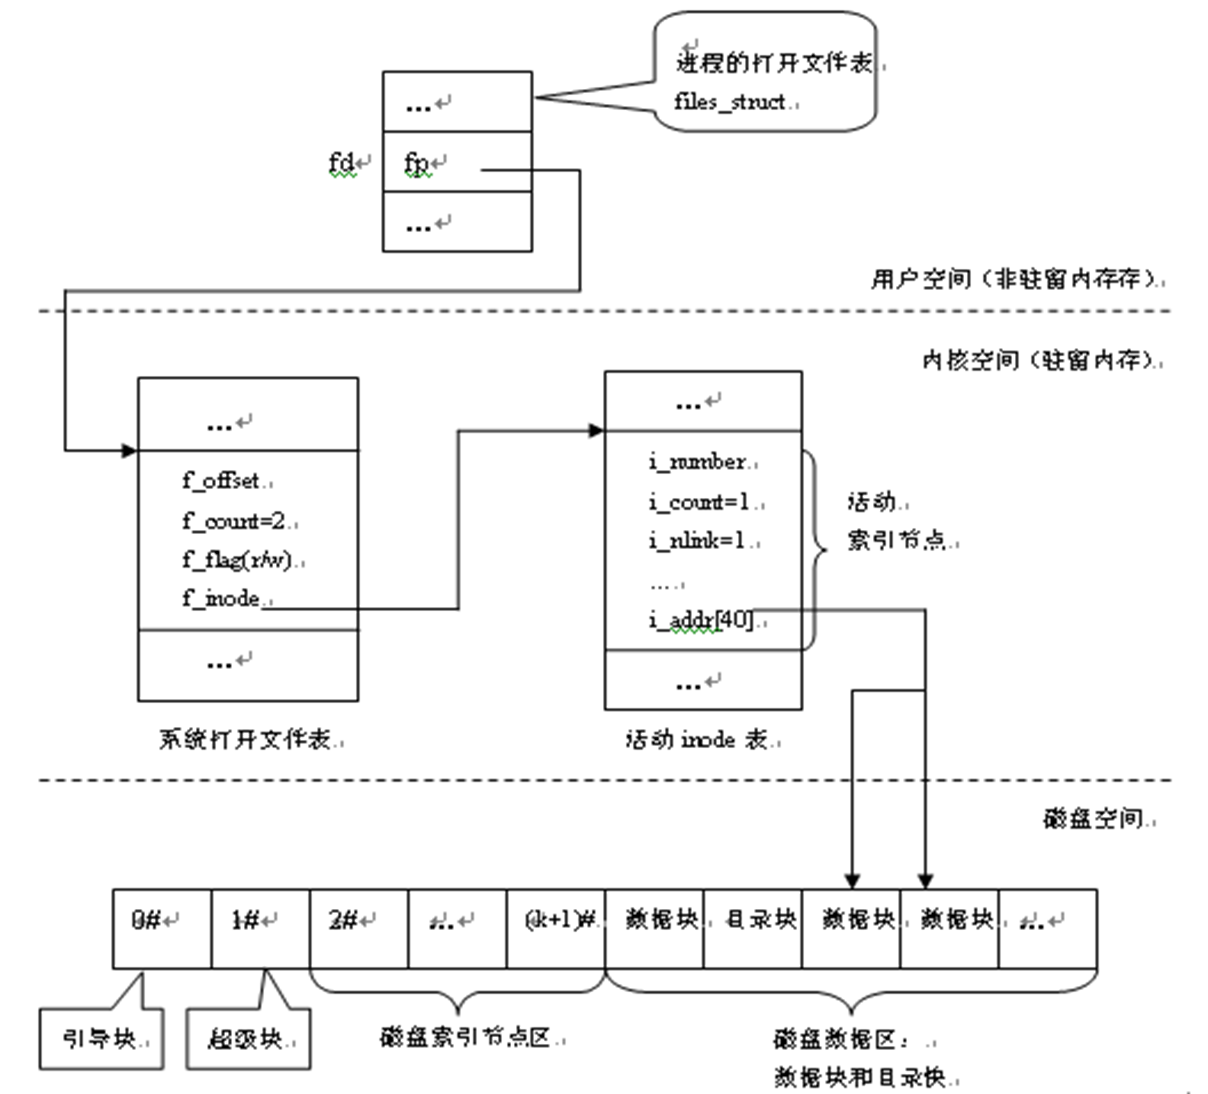 进程的打开文件表
files_struct
...
fd
fp
...
用户空间（非驻留内存存）
内核空间（驻留内存）
...
f_offset
f_count=2
f_flag(r/w)
f_inode
...
系统打开文件表
...
i_number
i_count=1
i_nlink=1
....
i_addr[40]
...
活动
索引节点
活动 inode 表
磁盘空间
0# 1# 2# ... (k+1)# 数据块 目录块 数据块 数据块 ...
引导块
超级块
磁盘索引节点区
磁盘数据区：
数据块和目录快